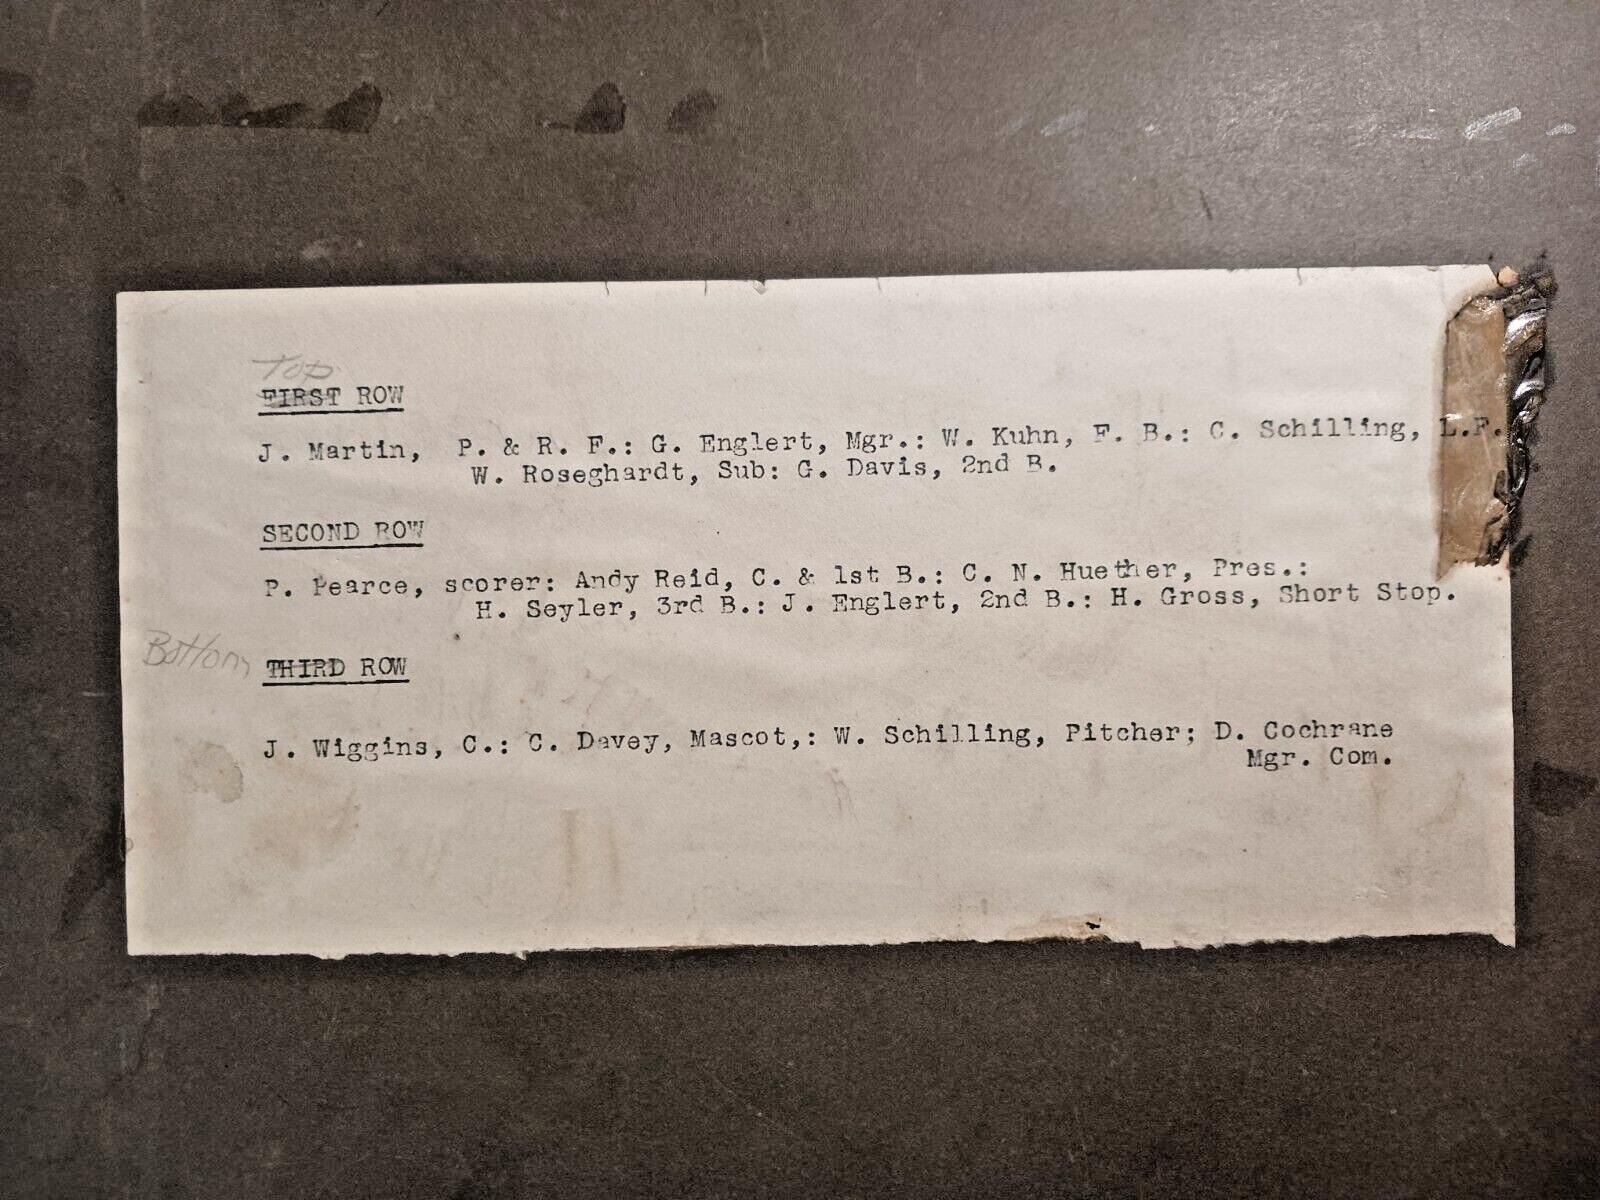 Top
FIRST ROW
J. Martin, P. & R. F.: G. Englert, Mgr.: W. Kuhn, F. B.: C. Schilling, L.F.
W. Roseghardt, Sub: G. Davis, 2nd B.
SECOND ROW
P. Pearce, scorer: Andy Reid, C. & 1st B.: C. N. Huether, Pres.:
H. Seyler, 3rd B.: J. Englert, 2nd B.: H. Gross, Short Stop.
Bottom THIRD ROW
J. Wiggins, C.: C. Davey, Mascot,: W. Schilling, Pitcher; D. Cochrane
Mgr. Com.